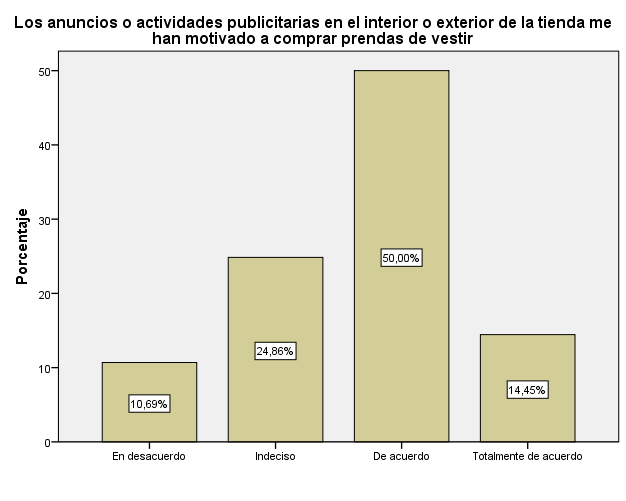 Los anuncios o actividades publicitarias en el interior o exterior de la tienda me
han motivado a comprar prendas de vestir
Porcentaje
50
40
30
20
10
0
10,69%
24,86%
50,00%
14,45%
En desacuerdo
Indeciso
De acuerdo
Totalmente de acuerdo